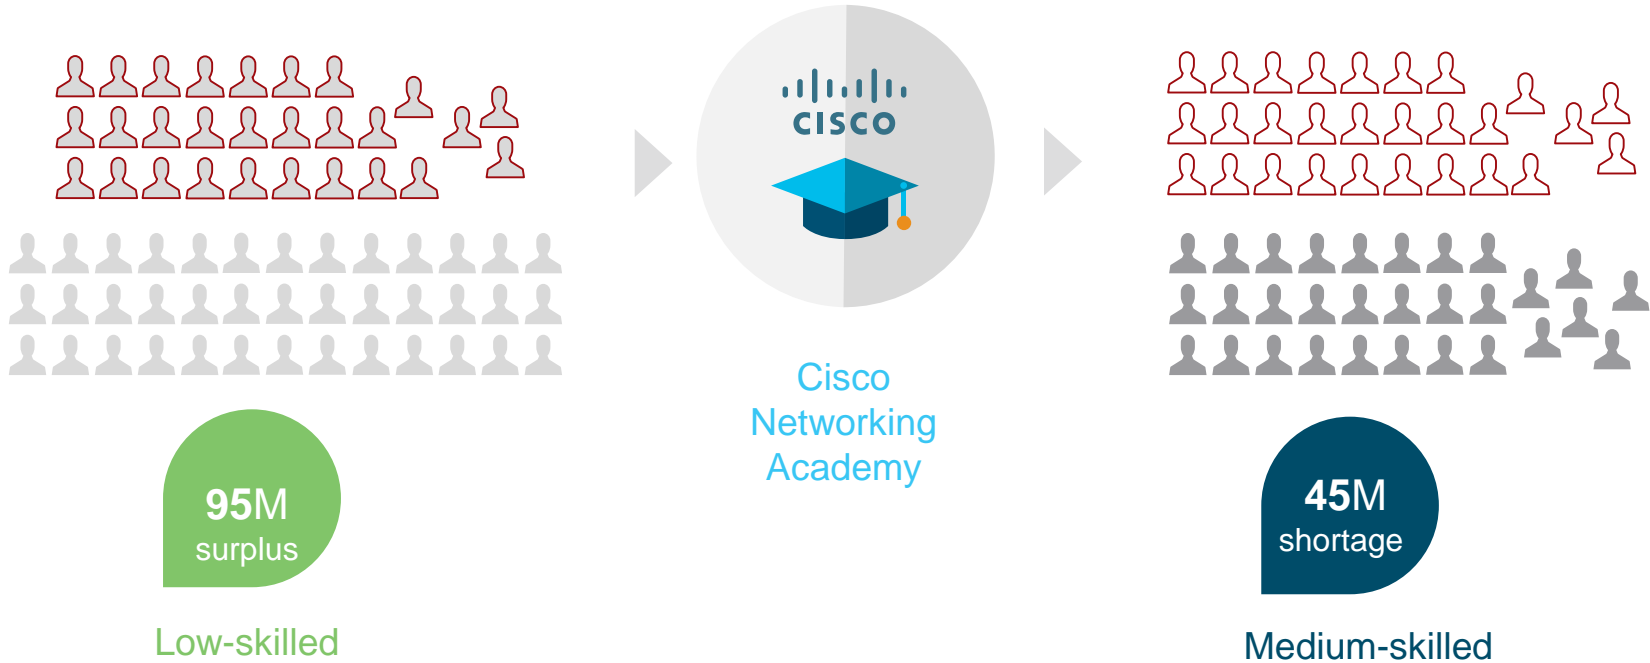 CISCO
Cisco
Networking
Academy
95M
surplus
Low-skilled
45M
shortage
Medium-skilled